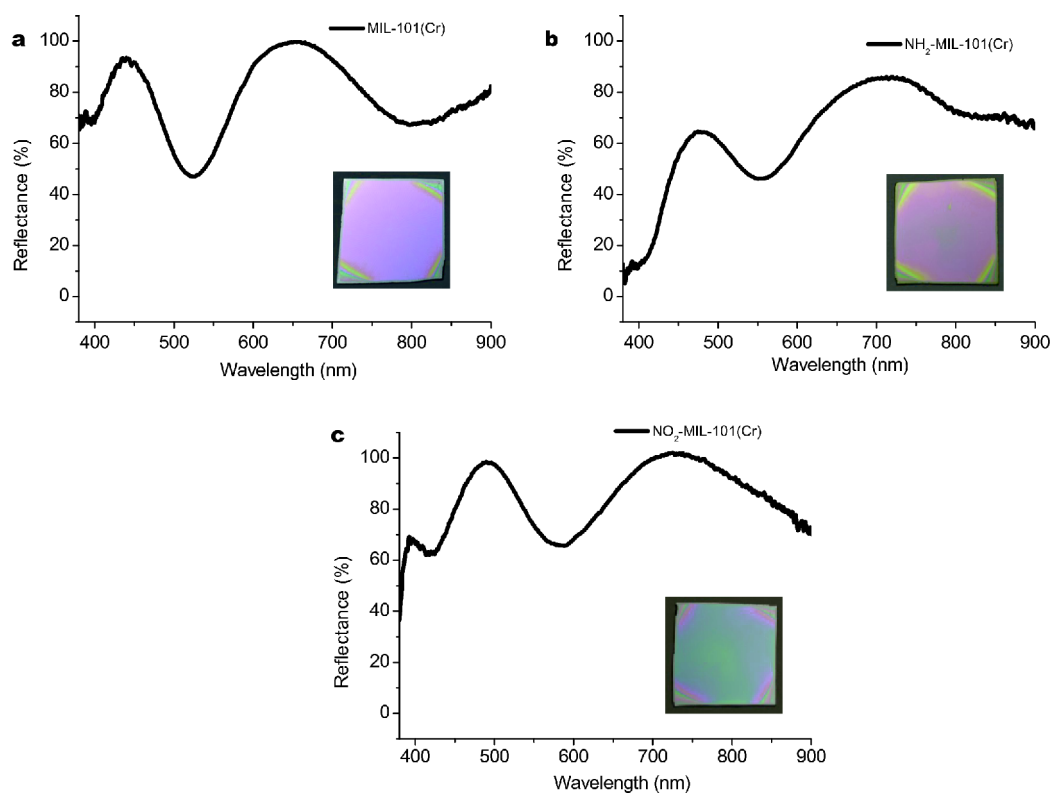 a
MIL-101(Cr)
100
80
60
40
20
0
Reflectance (%)
400 500 600 700 800 900
Wavelength (nm)
b
NH₂-MIL-101(Cr)
100
80
60
40
20
0
Reflectance (%)
400 500 600 700 800 900
Wavelength (nm)
c
NO₂-MIL-101(Cr)
100
80
60
40
20
0
Reflectance (%)
400 500 600 700 800 900
Wavelength (nm)